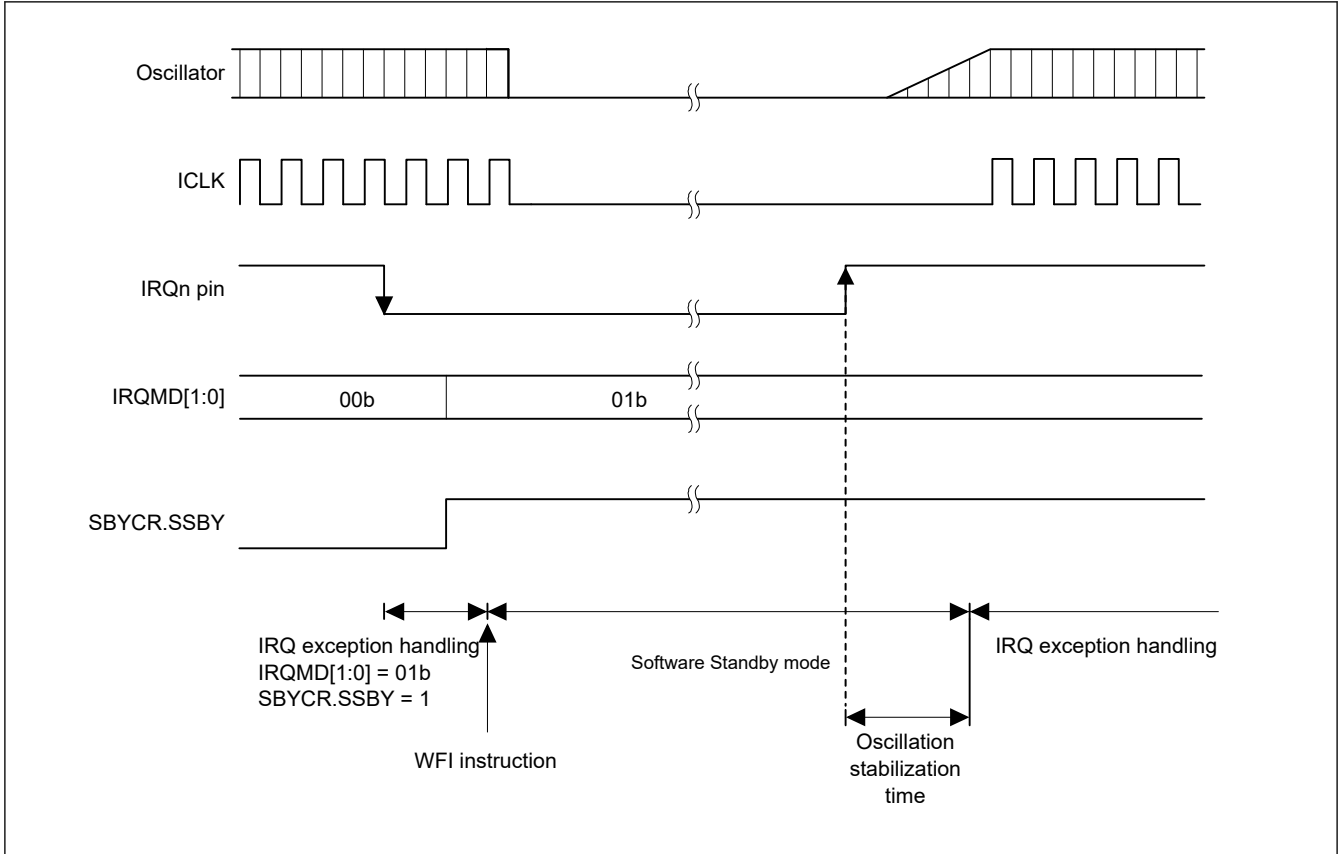 Oscillator
ICLK
IRQn pin
IRQMD[1:0]
00b
01b
SBYCR.SSBY
IRQ exception handling
IRQMD[1:0] = 01b
SBYCR.SSBY = 1
Software Standby mode
IRQ exception handling
WFI instruction
Oscillation
stabilization
time